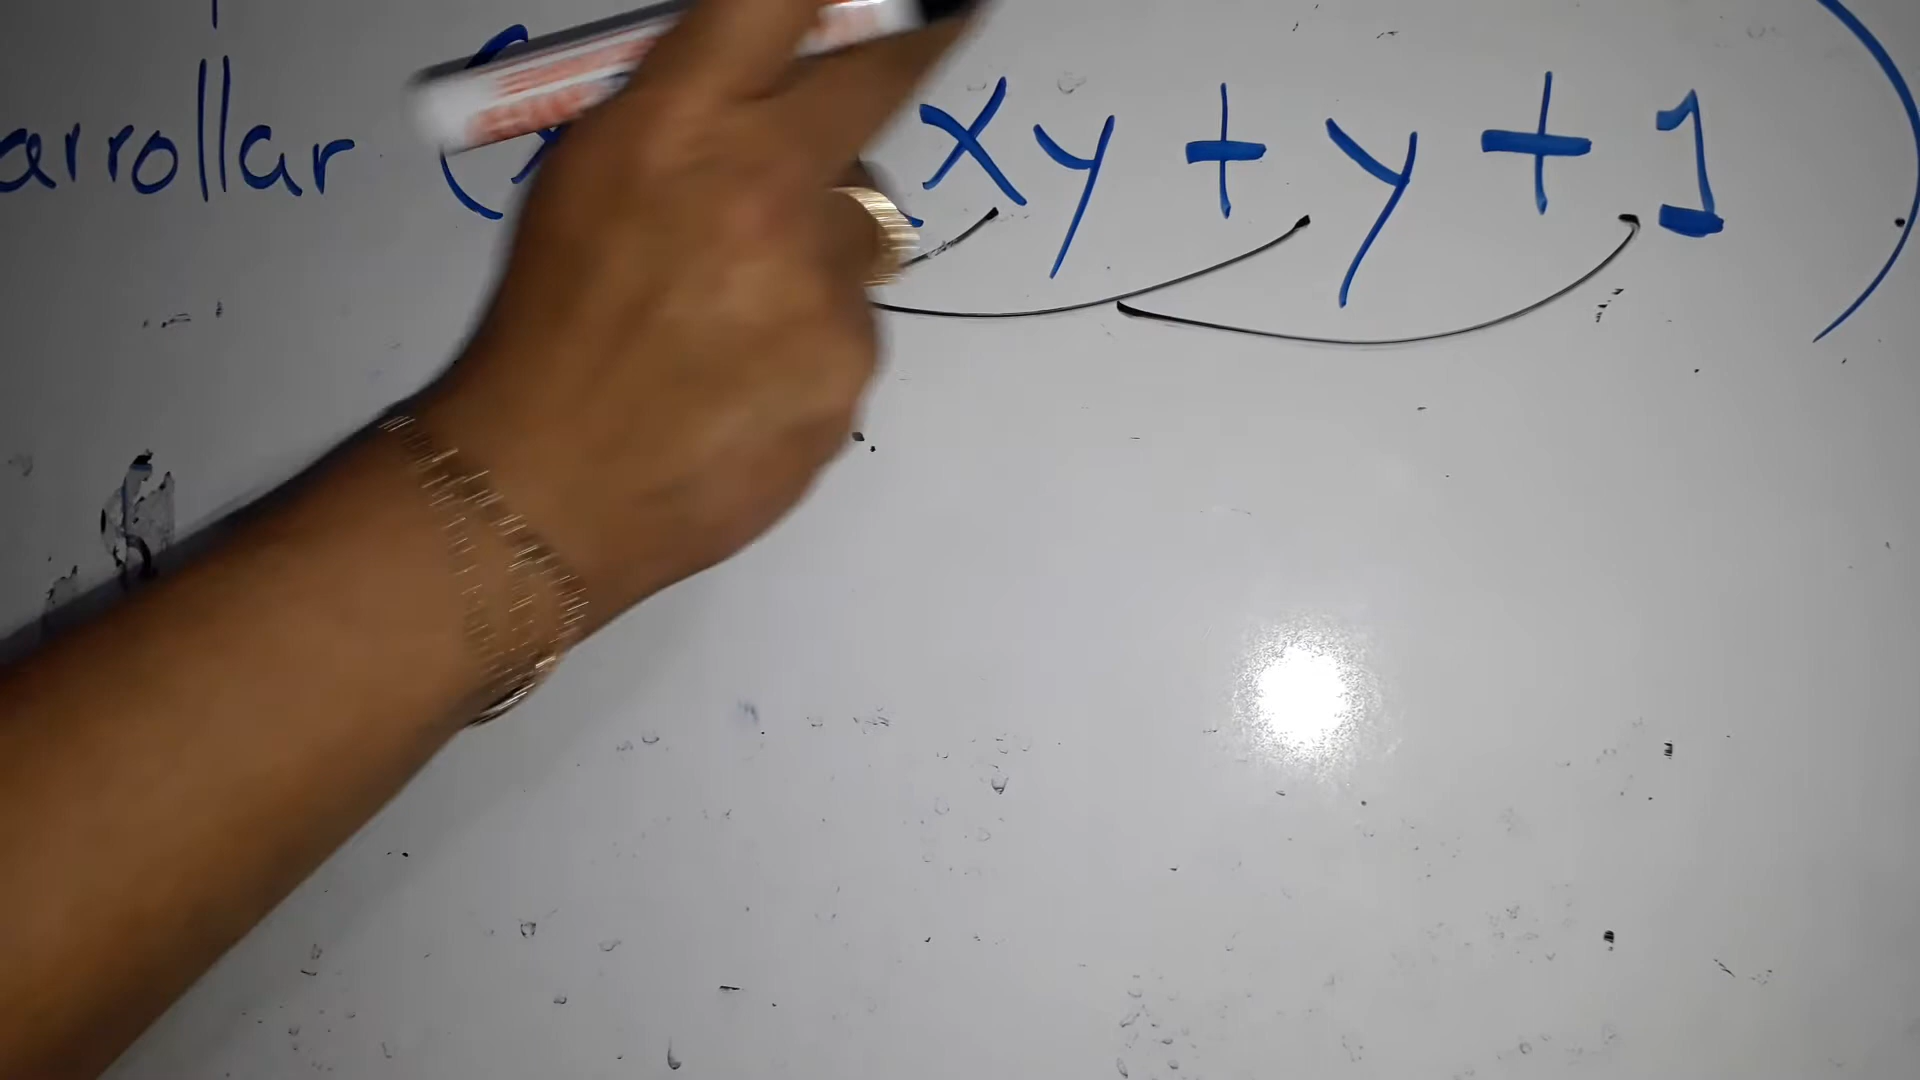 arrollar ( xy + y + 1 )